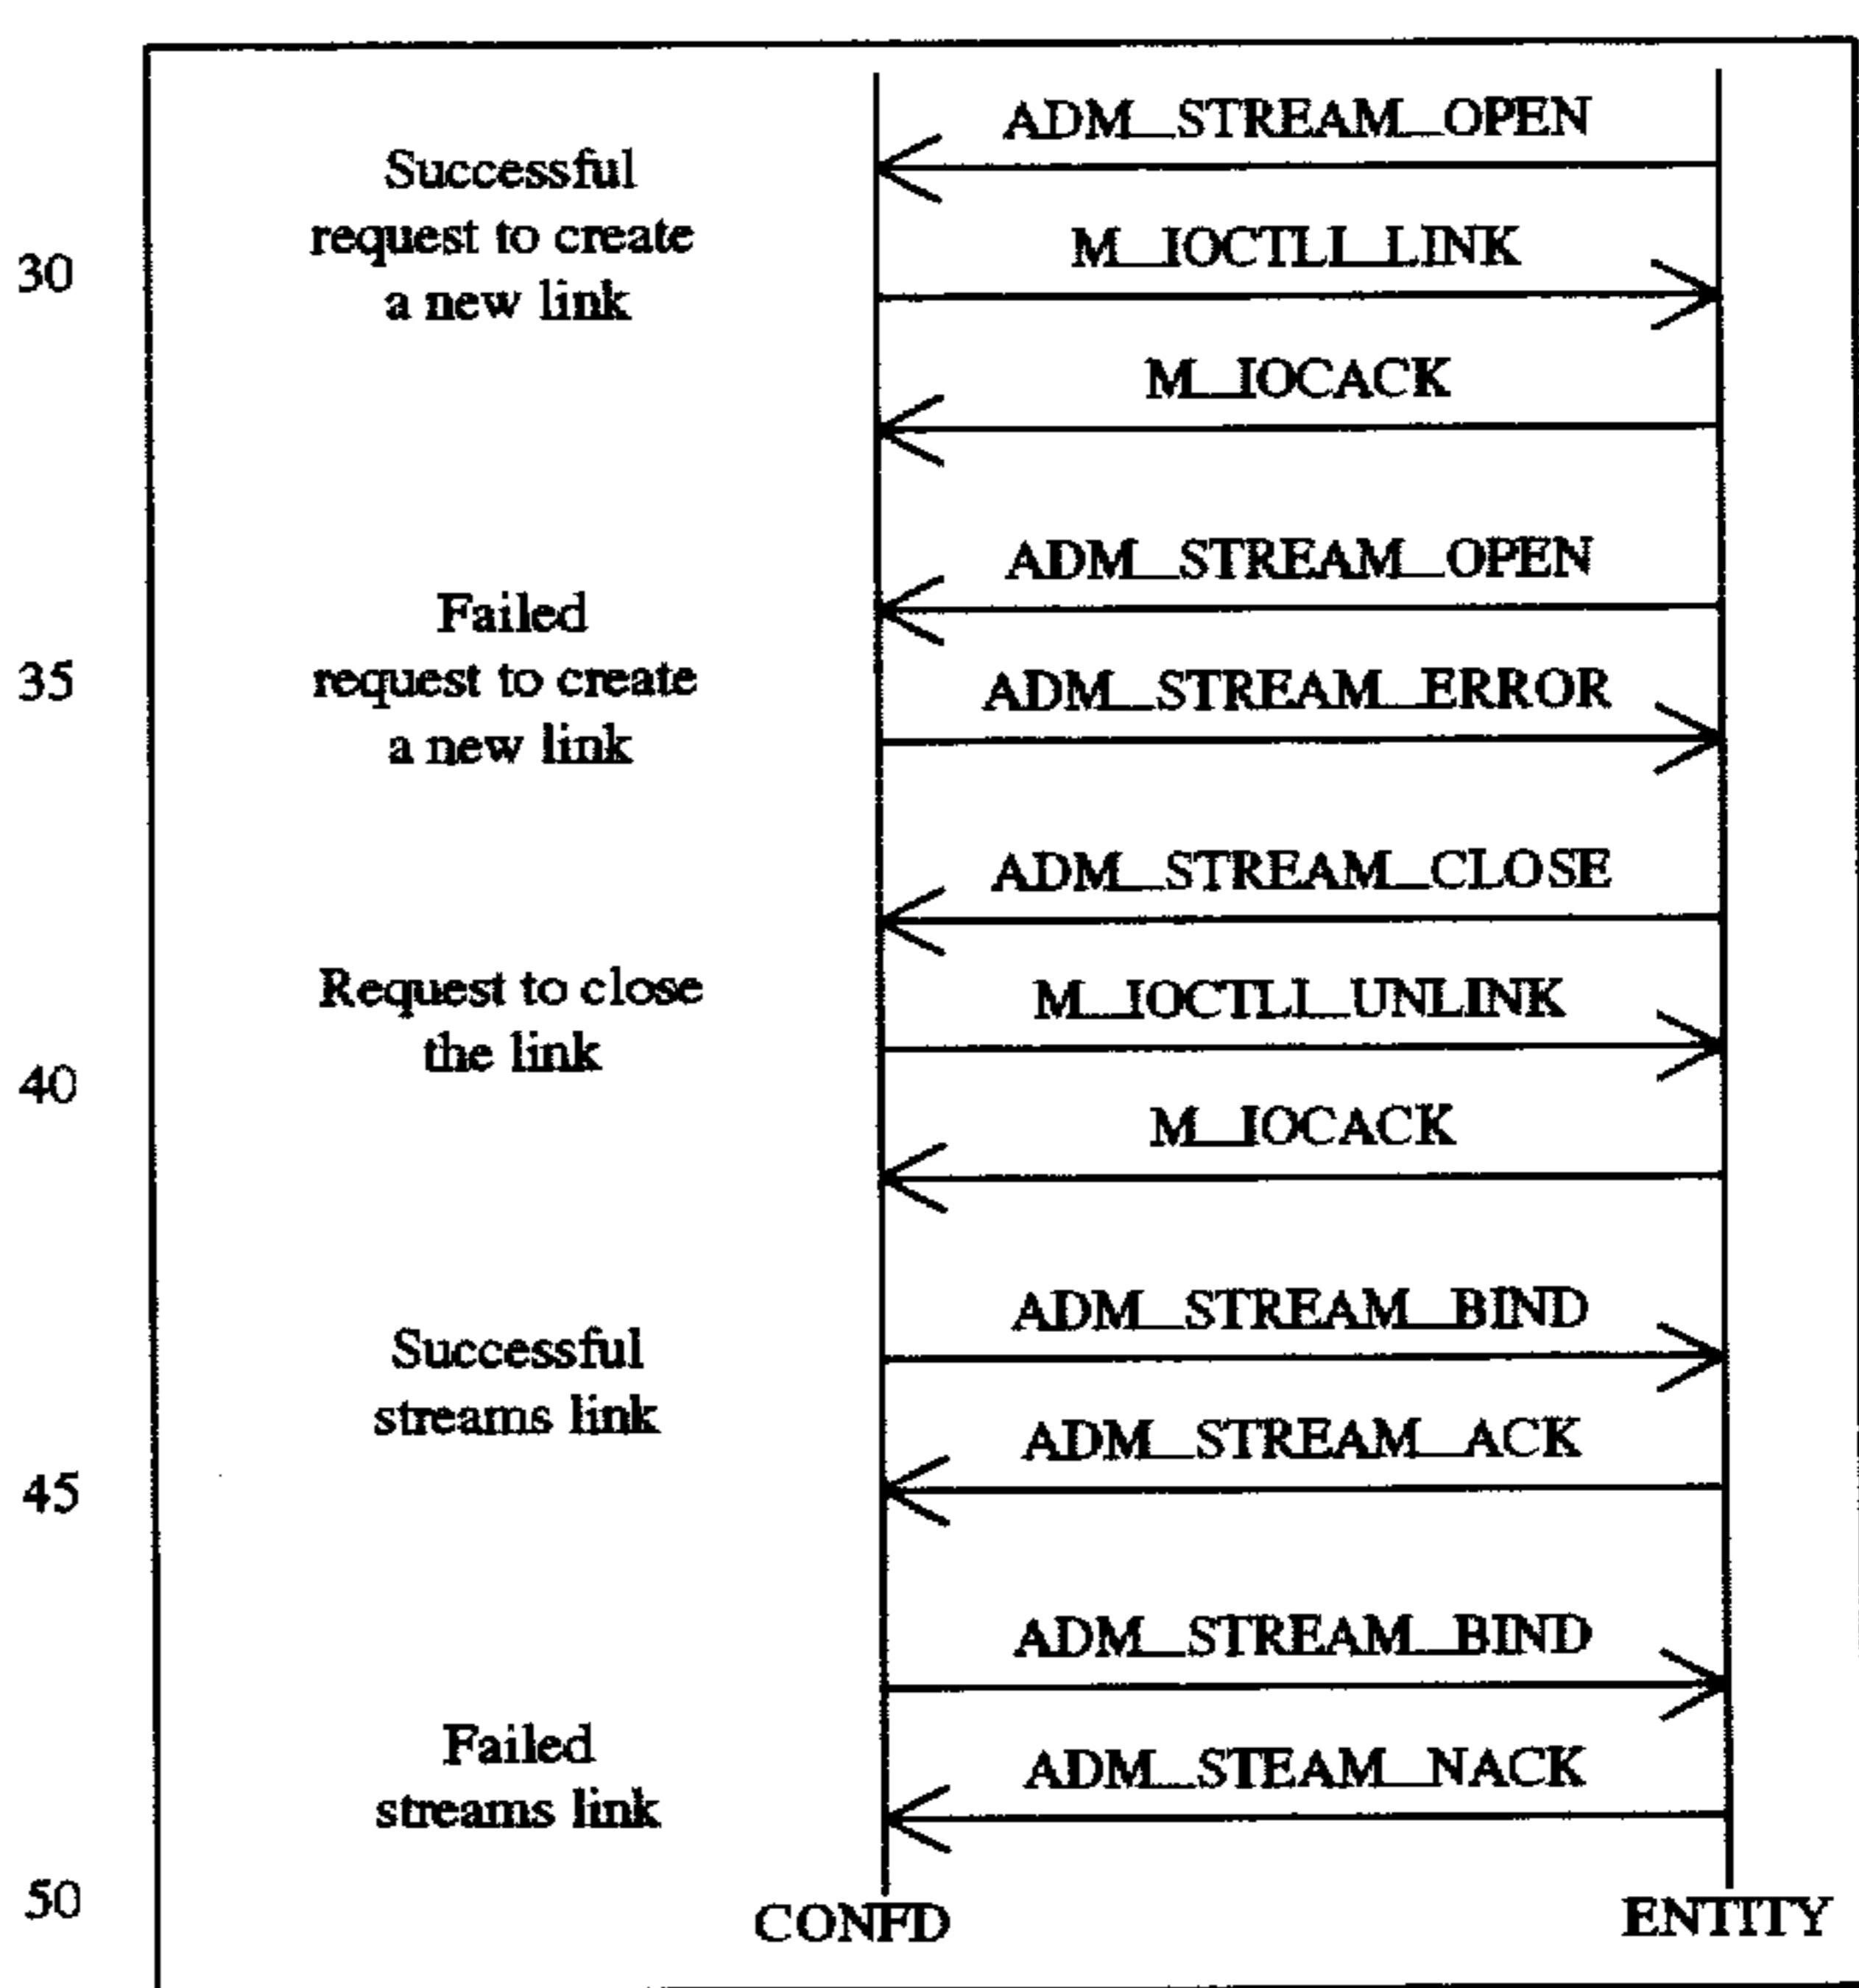 ADM_STREAM_OPEN
Successful
request to create
a new link
30
M_IOCTLI_LINK
M_IOCACK
ADM_STREAM_OPEN
Failed
request to create
a new link
35
ADM_STREAM_ERROR
ADM_STREAM_CLOSE
Request to close
the link
40
M_IOCTLI_UNLINK
M_IOCACK
ADM_STREAM_BIND
Successful
streams link
ADM_STREAM_ACK
45
ADM_STREAM_BIND
Failed
streams link
ADM_STEAM_NACK
50
CONFD
ENTITY